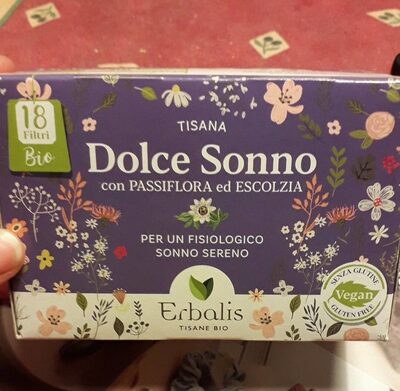 18
Filtri
Bio
TISANA
Dolce Sonno
con PASSIFLORA ed ESCOLZIA
PER UN FISIOLOGICO
SONNO SERENO
Erbalis
TISANE BIO
SENZA GLUTINE
Vegan
GLUTEN FREE